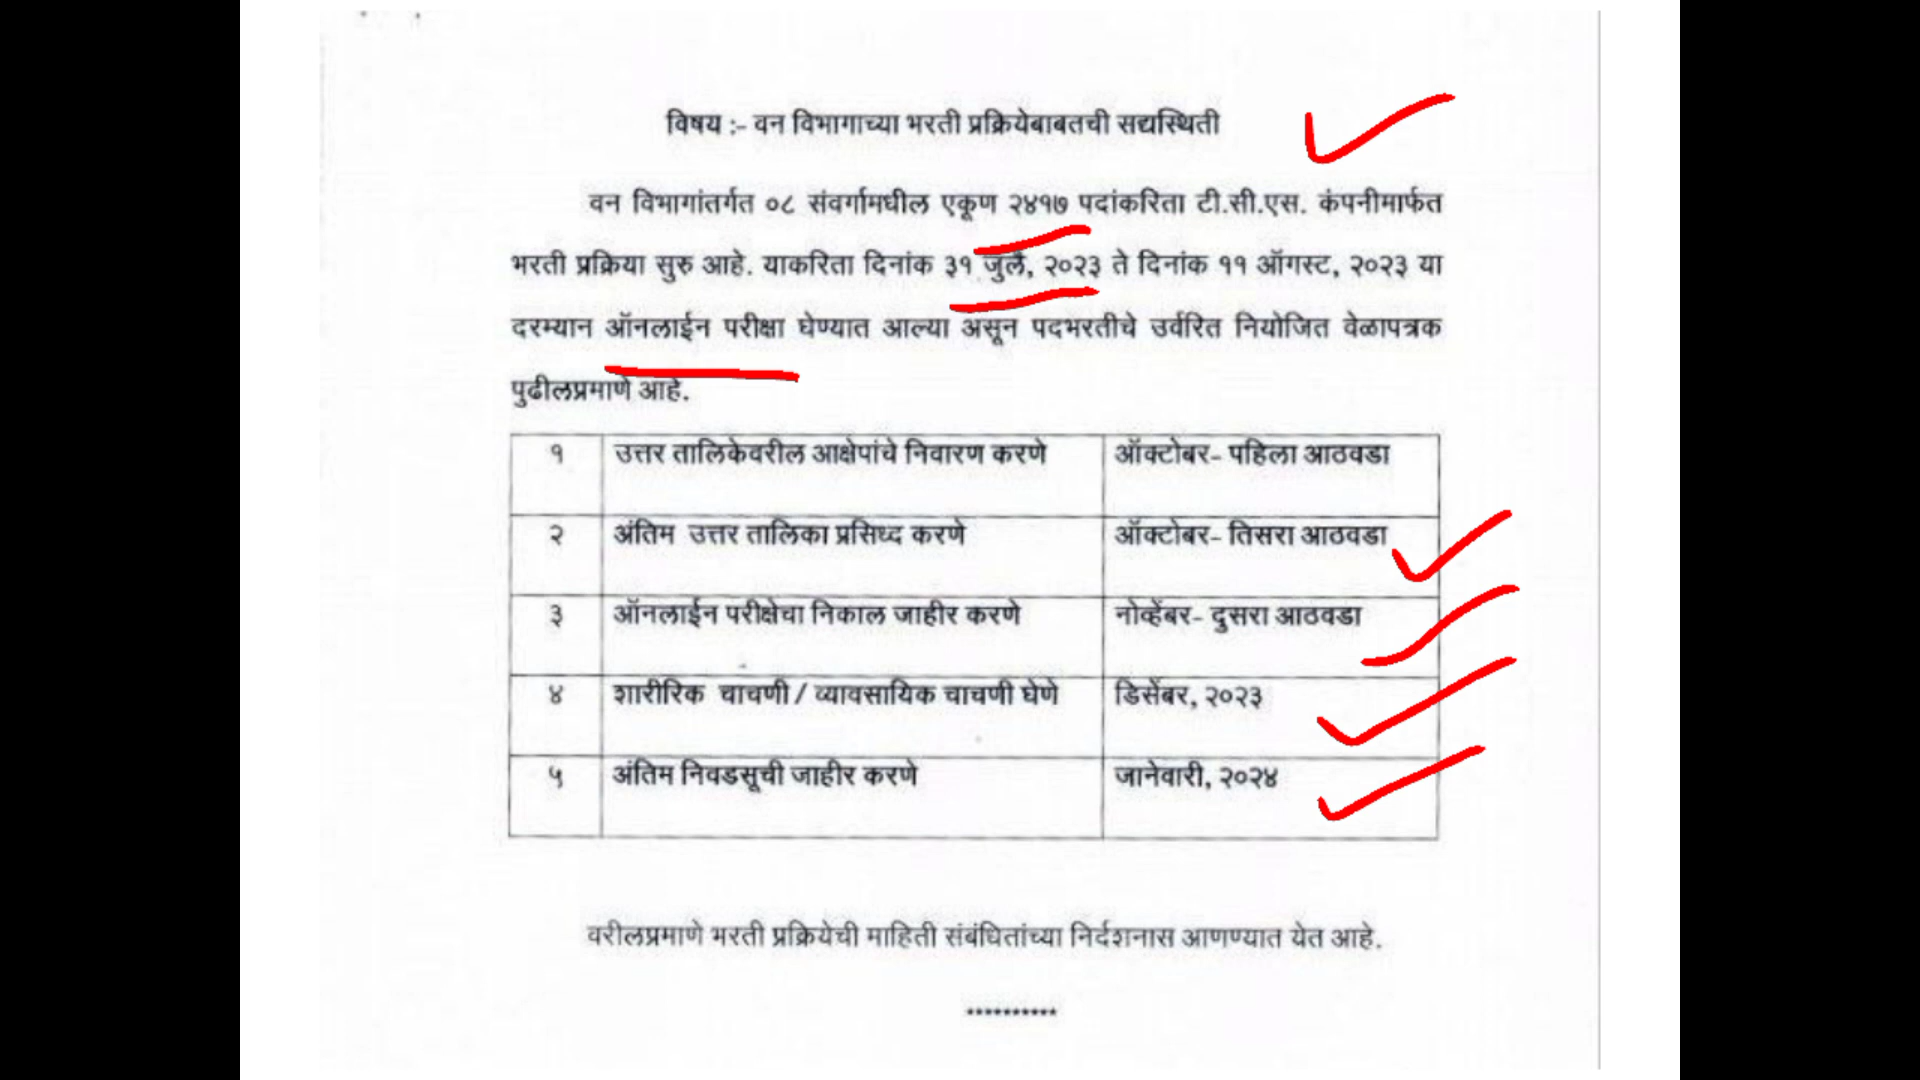 विषय :- वन विभागाच्या भरती प्रक्रियेबाबतची सद्यस्थिती
वन विभागांतर्गत ०८ संवर्गामधील एकूण २४१७ पदांकरिता टी.सी.एस. कंपनीमार्फत
भरती प्रक्रिया सुरु आहे. याकरिता दिनांक ३१ जुलै, २०२३ ते दिनांक ११ ऑगस्ट, २०२३ या
दरम्यान ऑनलाईन परीक्षा घेण्यात आल्या असून पदभरतीचे उर्वरित नियोजित वेळापत्रक
पुढीलप्रमाणे आहे.
१ उत्तर तालिकेवरील आक्षेपांचे निवारण करणे ऑक्टोबर- पहिला आठवडा
२ अंतिम उत्तर तालिका प्रसिध्द करणे ऑक्टोबर- तिसरा आठवडा
३ ऑनलाईन परीक्षेचा निकाल जाहीर करणे नोव्हेंबर- दुसरा आठवडा
४ शारीरिक चाचणी / व्यावसायिक चाचणी घेणे डिसेंबर, २०२३
५ अंतिम निवडसूची जाहीर करणे जानेवारी, २०२४
वरीलप्रमाणे भरती प्रक्रियेची माहिती संबंधितांच्या निर्दशनास आणण्यात येत आहे.
**********